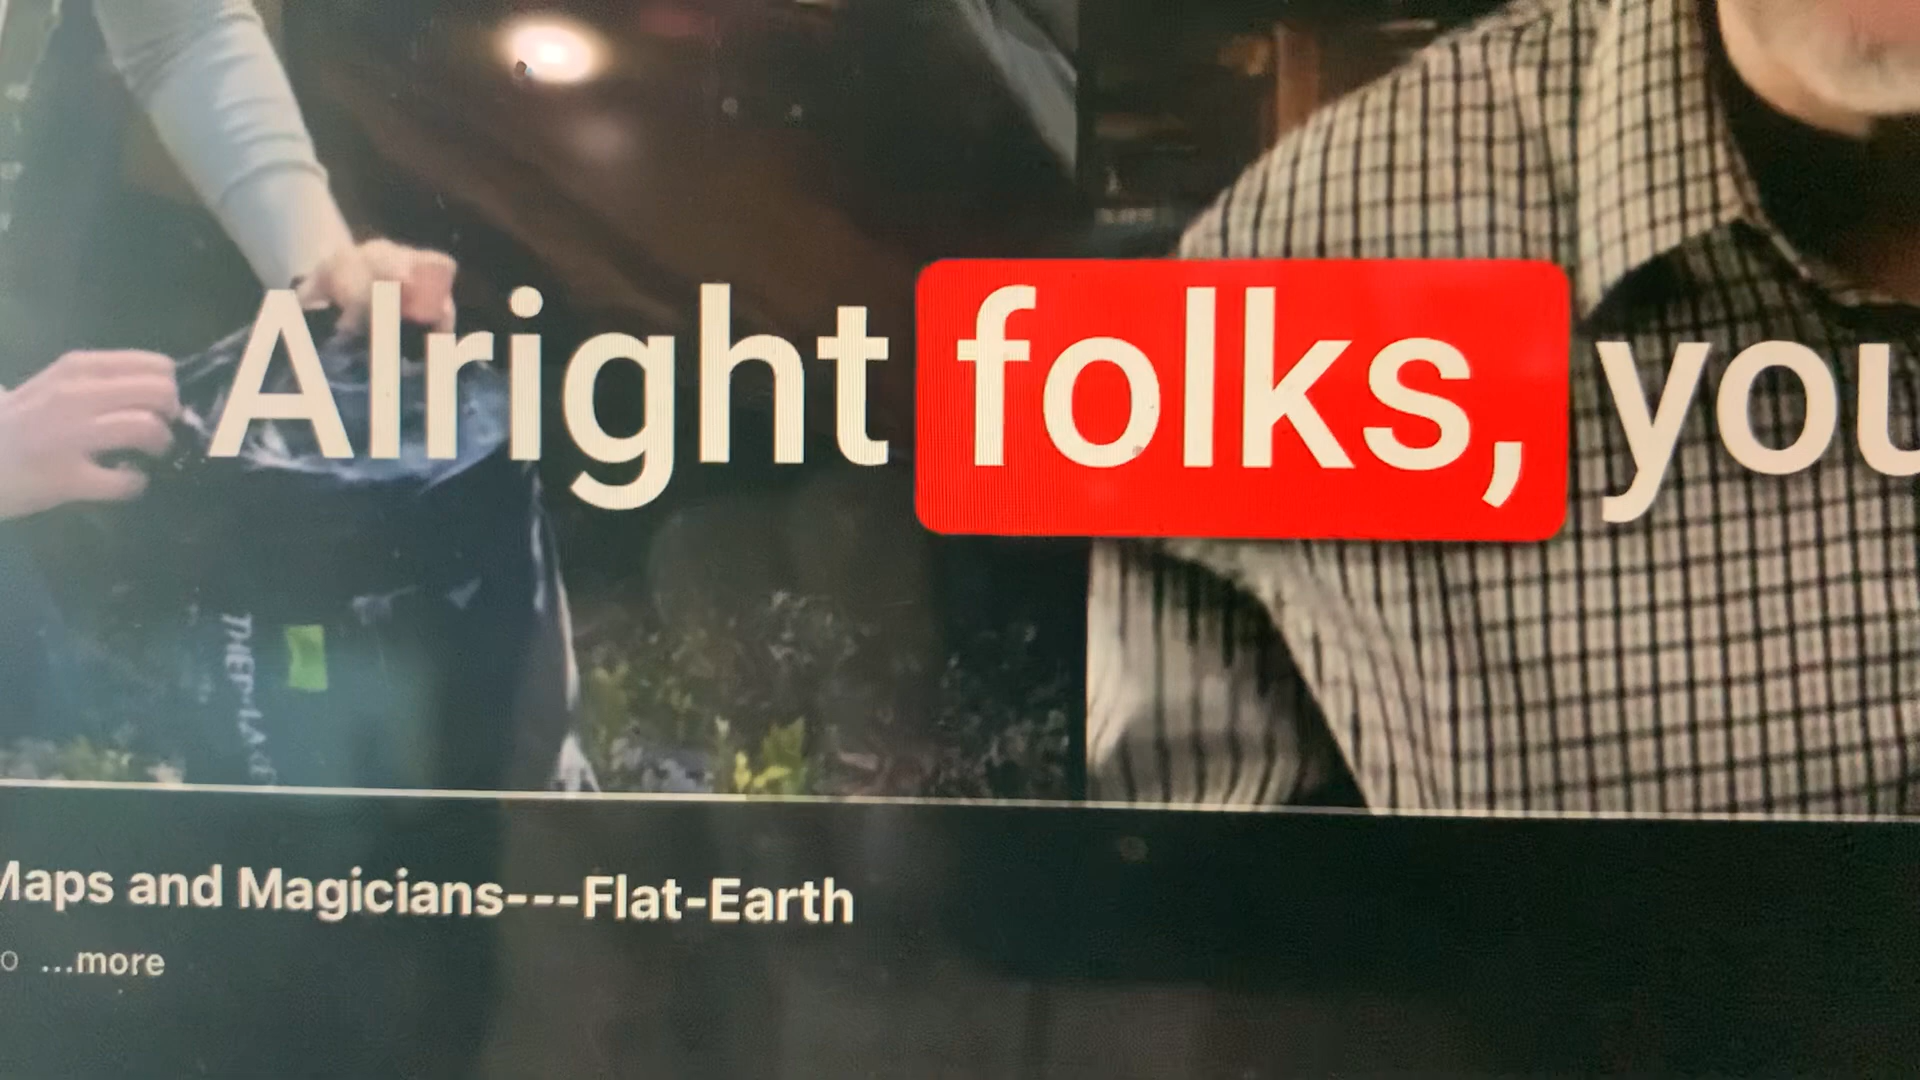 Alright folks, you
Maps and Magicians---Flat-Earth
...more